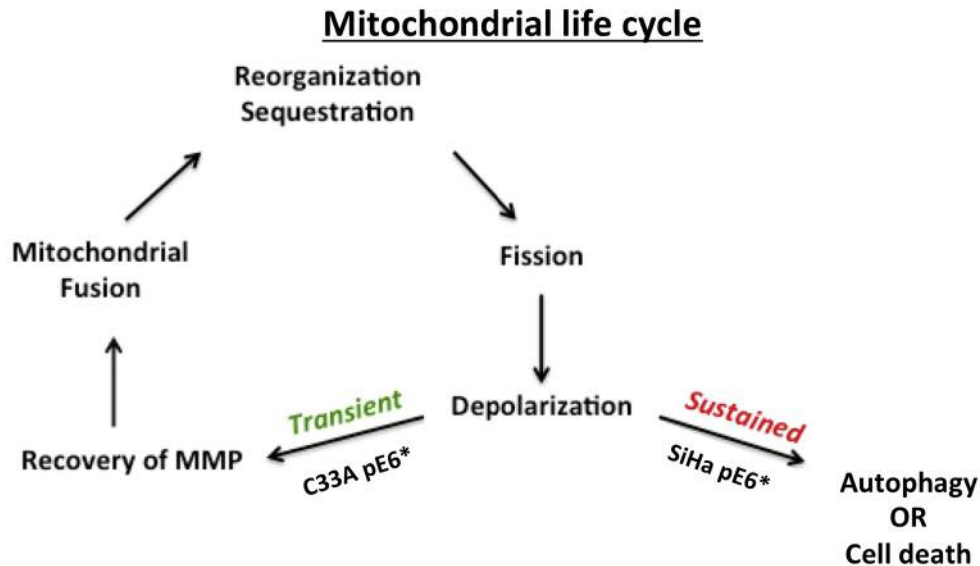 Mitochondrial life cycle
Reorganization
Sequestration
Mitochondrial
Fusion
Fission
Depolarization
Transient
Sustained
Recovery of MMP
C33A pE6*
SiHa pE6*
Autophagy
OR
Cell death